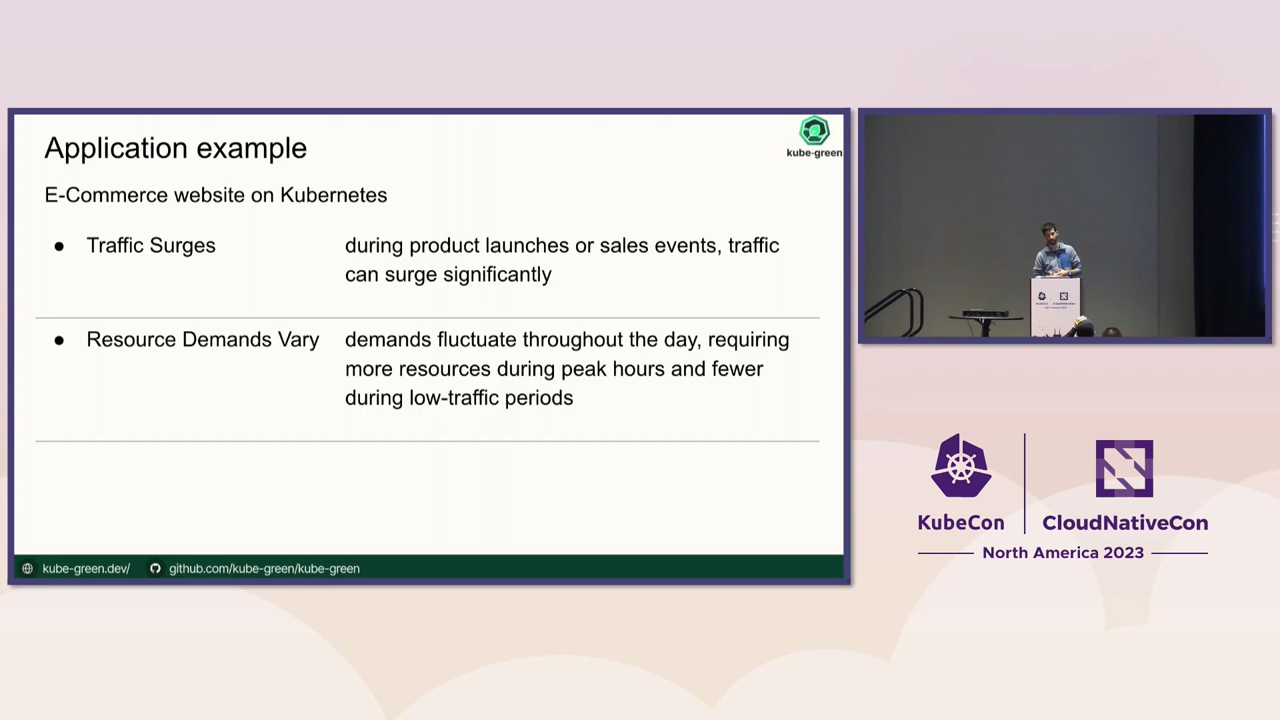 Application example
kube-green
E-Commerce website on Kubernetes
● Traffic Surges
during product launches or sales events, traffic
can surge significantly
● Resource Demands Vary
demands fluctuate throughout the day, requiring
more resources during peak hours and fewer
during low-traffic periods
kube-green.dev/
github.com/kube-green/kube-green
KubeCon
CloudNativeCon
North America 2023